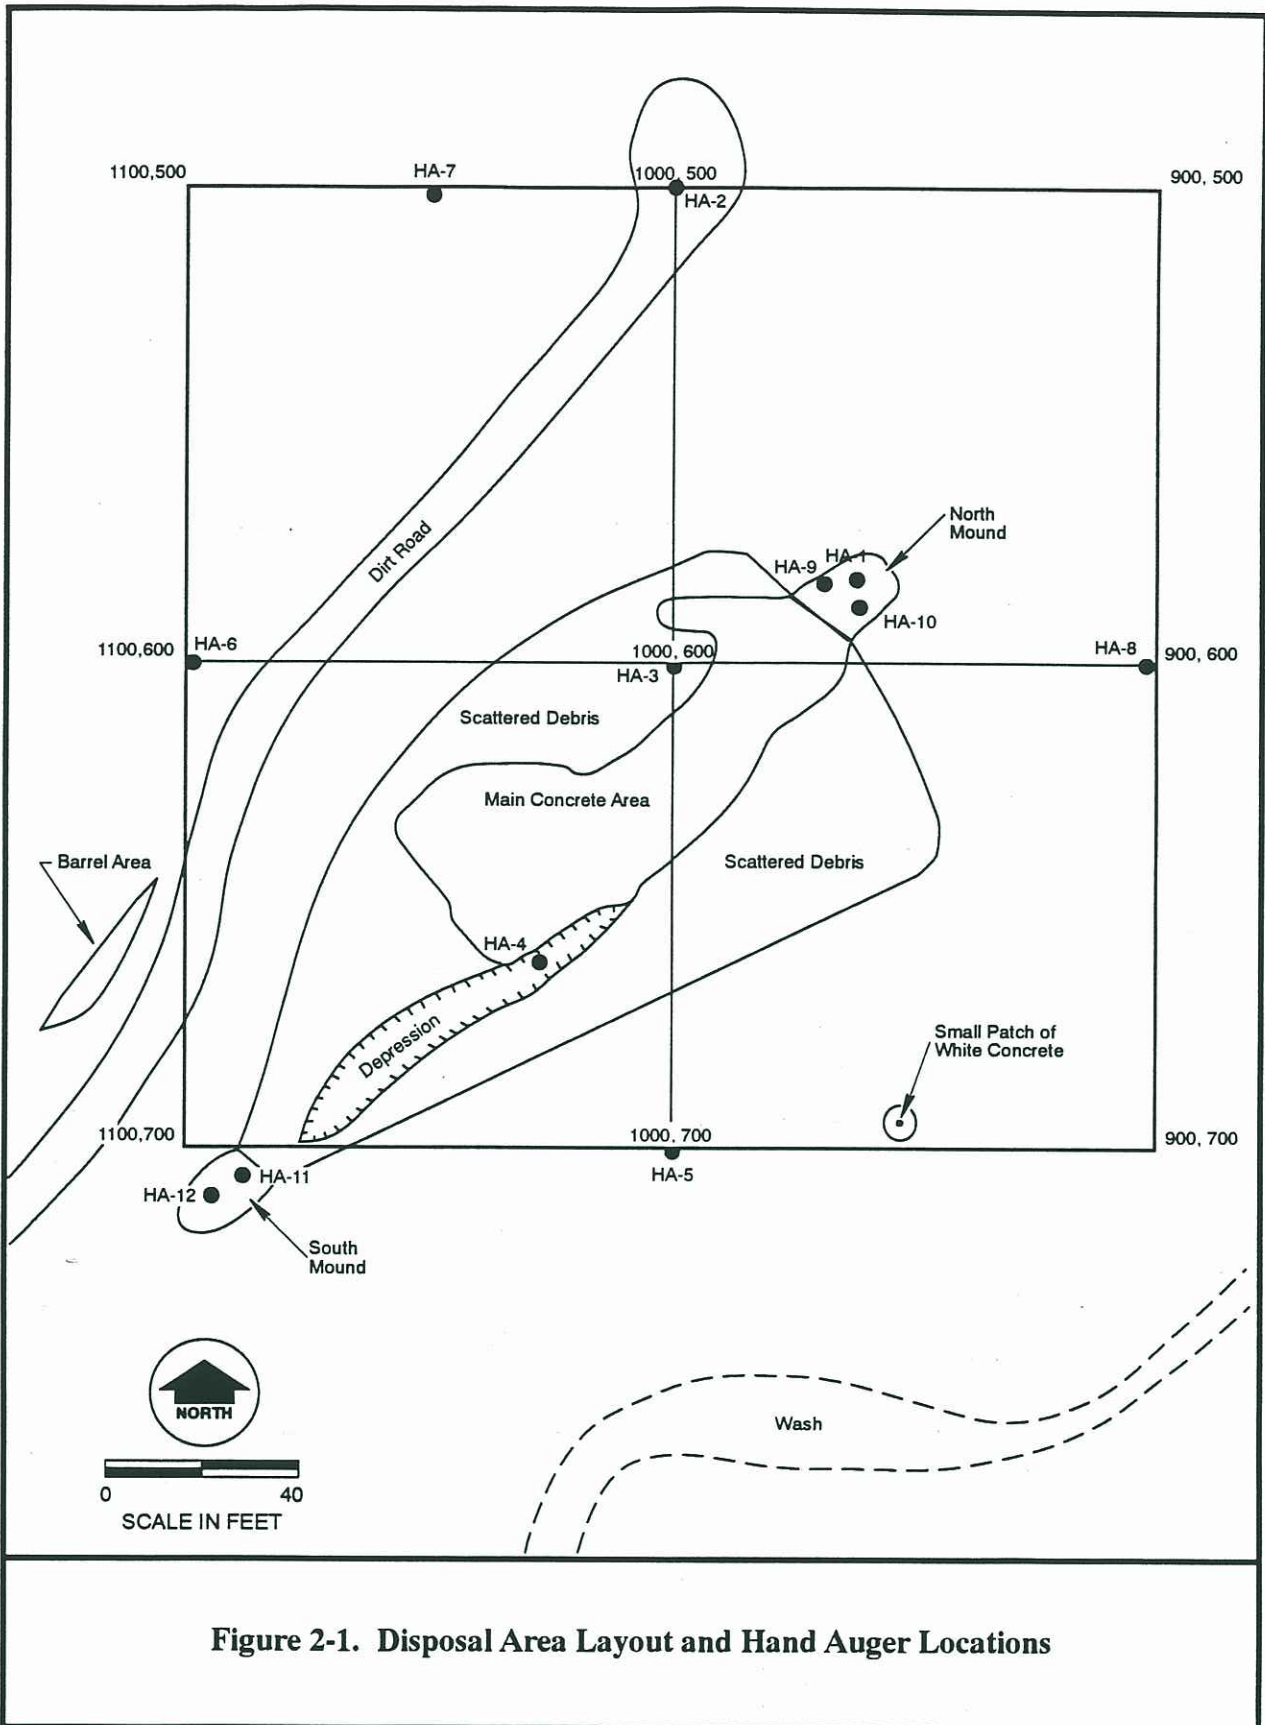 1100,500
HA-7
1000, 500
900, 500
HA-2
Dirt Road
North
Mound
HA-9
HA-1
HA-10
1100,600
HA-6
1000, 600
HA-3
HA-8
900, 600
Scattered Debris
Main Concrete Area
Barrel Area
Scattered Debris
HA-4
Depression
Small Patch of
White Concrete
1100,700
1000, 700
900, 700
HA-5
HA-11
HA-12
South
Mound
NORTH
0 40
SCALE IN FEET
Wash
Figure 2-1. Disposal Area Layout and Hand Auger Locations